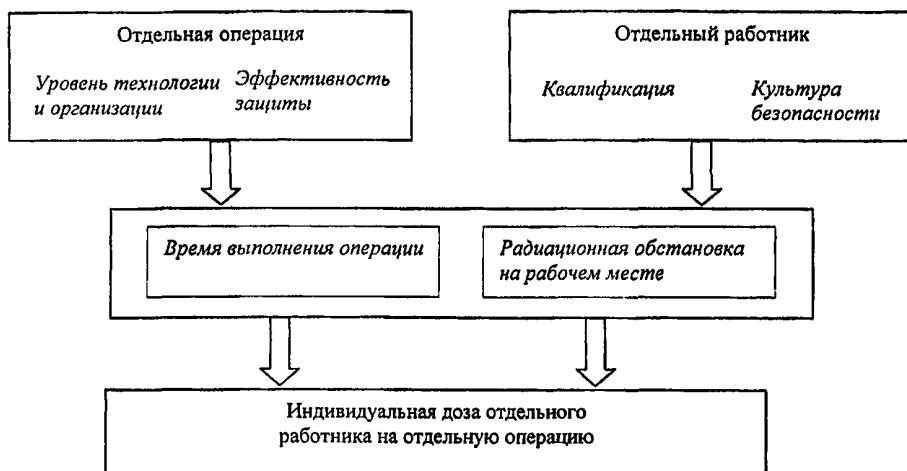 Отдельная операция
Уровень технологии
и организации
Эффективность
защиты
Отдельный работник
Квалификация
Культура
безопасности
Время выполнения операции
Радиационная обстановка
на рабочем месте
Индивидуальная доза отдельного
работника на отдельную операцию